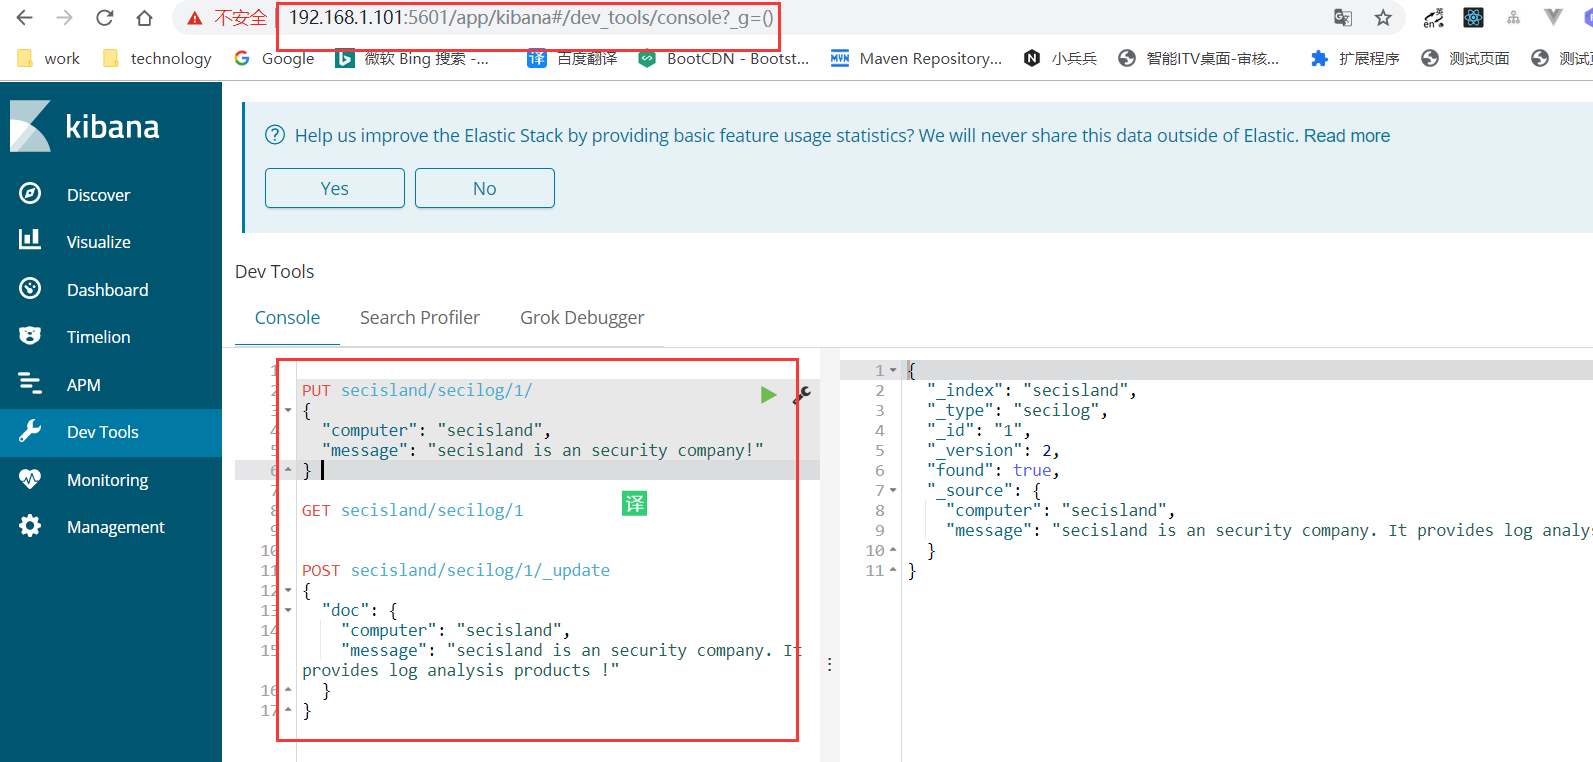 不安全 192.168.1.101:5601/app/kibana#/dev_tools/console?_g=()
work technology Google 微软 Bing 搜索 -... 百度翻译 BootCDN - Bootst... Maven Repository... 小兵兵 智能ITV桌面-审核... 扩展程序 测试页面
kibana
Discover
Visualize
Dashboard
Timelion
APM
Dev Tools
Monitoring
Management
Help us improve the Elastic Stack by providing basic feature usage statistics? We will never share this data outside of Elastic. Read more
Yes No
Dev Tools
Console Search Profiler Grok Debugger
1
2 PUT secisland/secilog/1/
3 {
4 "computer": "secisland",
5 "message": "secisland is an security company!"
6 }
7
8 GET secisland/secilog/1
9
10
11 POST secisland/secilog/1/_update
12 {
13 "doc": {
14 "computer": "secisland",
15 "message": "secisland is an security company. It
provides log analysis products !"
16 }
17 }
译
1 {
2 "_index": "secisland",
3 "_type": "secilog",
4 "_id": "1",
5 "_version": 2,
6 "found": true,
7 "_source": {
8 "computer": "secisland",
9 "message": "secisland is an security company. It provides log
10 }
11 }